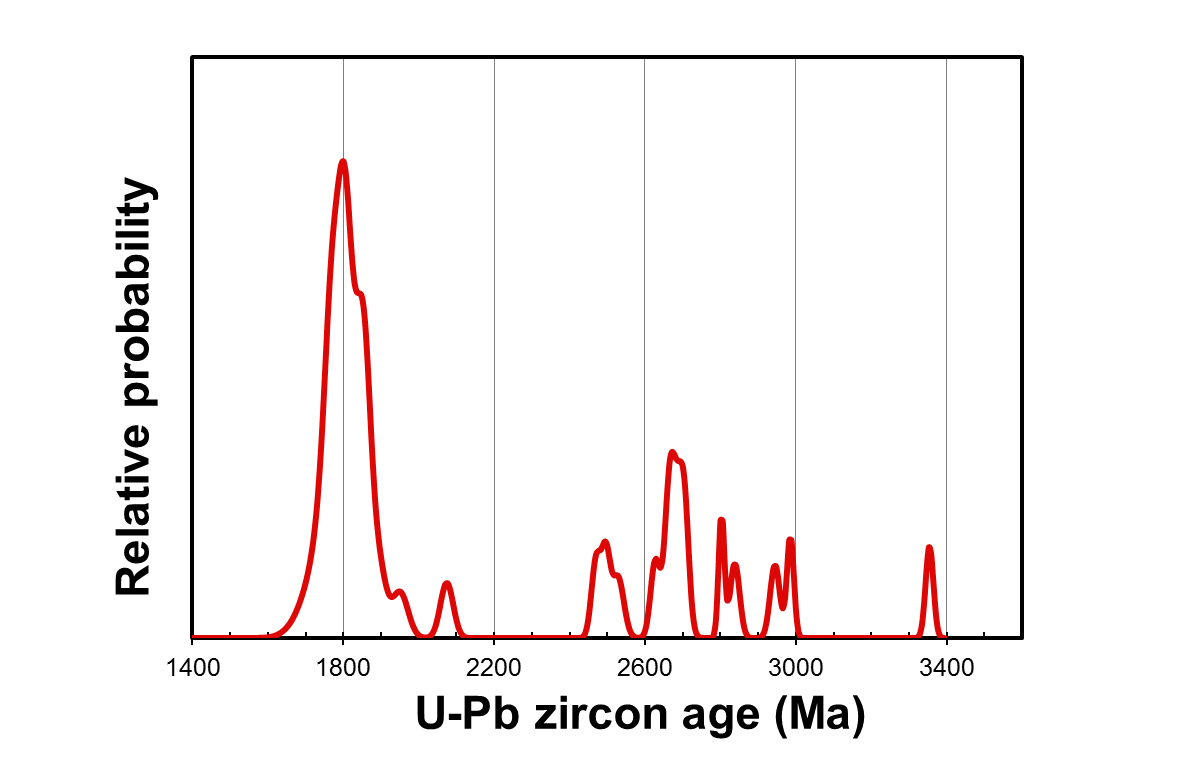 Relative probability
1400 1800 2200 2600 3000 3400
U-Pb zircon age (Ma)